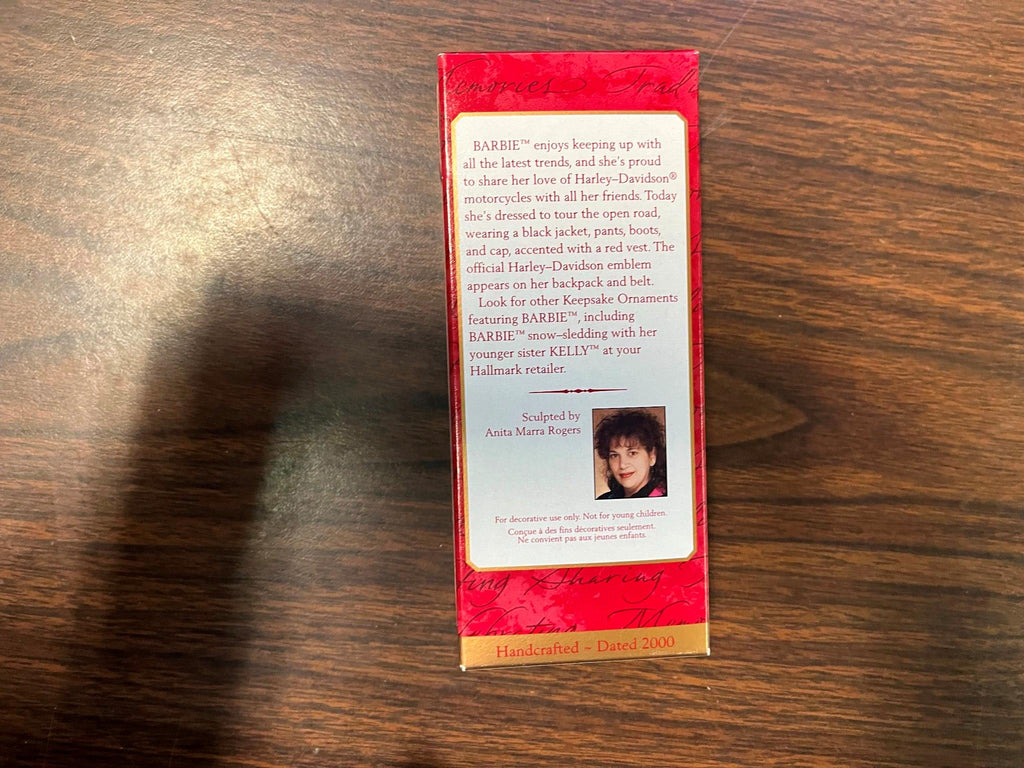 Memories Tradi
BARBIE™ enjoys keeping up with
all the latest trends, and she's proud
to share her love of Harley–Davidson®
motorcycles with all her friends. Today
she's dressed to tour the open road,
wearing a black jacket, pants, boots,
and cap, accented with a red vest. The
official Harley–Davidson emblem
appears on her backpack and belt.
Look for other Keepsake Ornaments
featuring BARBIE™, including
BARBIE™ snow–sledding with her
younger sister KELLY™ at your
Hallmark retailer.
Sculpted by
Anita Marra Rogers
For decorative use only. Not for young children.
Conçue à des fins décoratives seulement.
Ne convient pas aux jeunes enfants.
ting Sharing
Handcrafted ~ Dated 2000